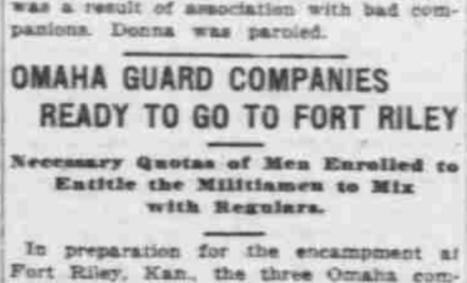 was a result of association with bad com-
panions. Donna was paroled.
OMAHA GUARD COMPANIES
READY TO GO TO FORT RILEY
Necessary Quotas of Men Enrolled to
Entitle the Militiamen to Mix
with Regulars.
In preparation for the encampment at
Fort Riley, Kan., the three Omaha com-